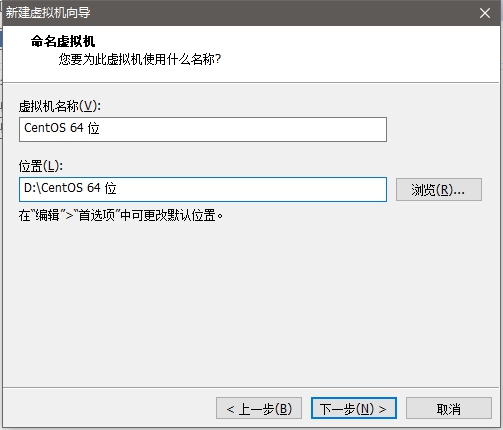 新建虚拟机向导
命名虚拟机
您要为此虚拟机使用什么名称?
虚拟机名称(V):
CentOS 64 位
位置(L):
D:\CentOS 64 位
浏览(R)...
在“编辑”>“首选项”中可更改默认位置。
< 上一步(B)
下一步(N) >
取消